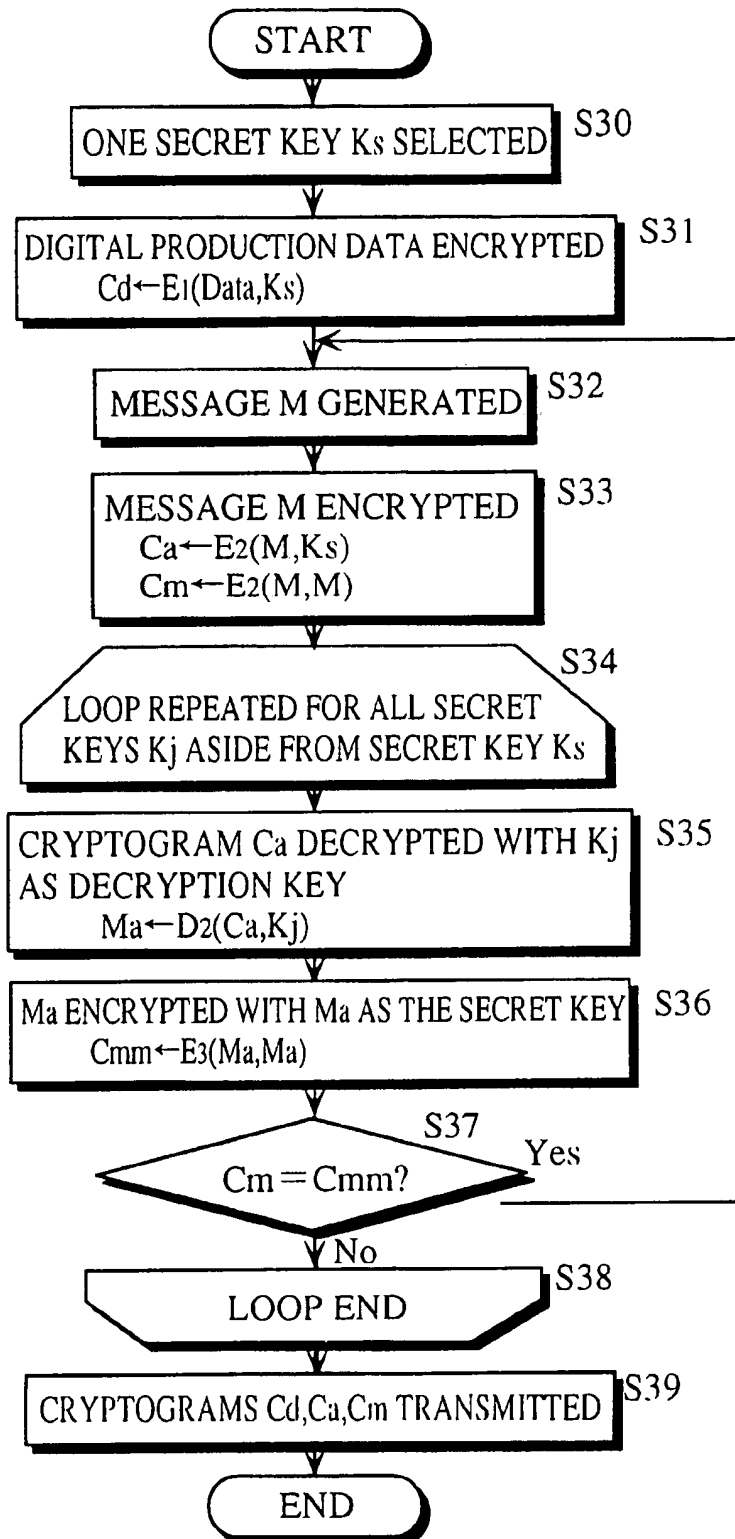 START
ONE SECRET KEY Ks SELECTED
S30
DIGITAL PRODUCTION DATA ENCRYPTED
Cd←E1(Data,Ks)
S31
MESSAGE M GENERATED
S32
MESSAGE M ENCRYPTED
Ca←E2(M,Ks)
Cm←E2(M,M)
S33
S34
LOOP REPEATED FOR ALL SECRET
KEYS Kj ASIDE FROM SECRET KEY Ks
CRYPTOGRAM Ca DECRYPTED WITH Kj
AS DECRYPTION KEY
Ma←D2(Ca,Kj)
S35
Ma ENCRYPTED WITH Ma AS THE SECRET KEY
Cmm←E3(Ma,Ma)
S36
S37
Cm=Cmm?
Yes
No
LOOP END
S38
CRYPTOGRAMS Cd,Ca,Cm TRANSMITTED
S39
END